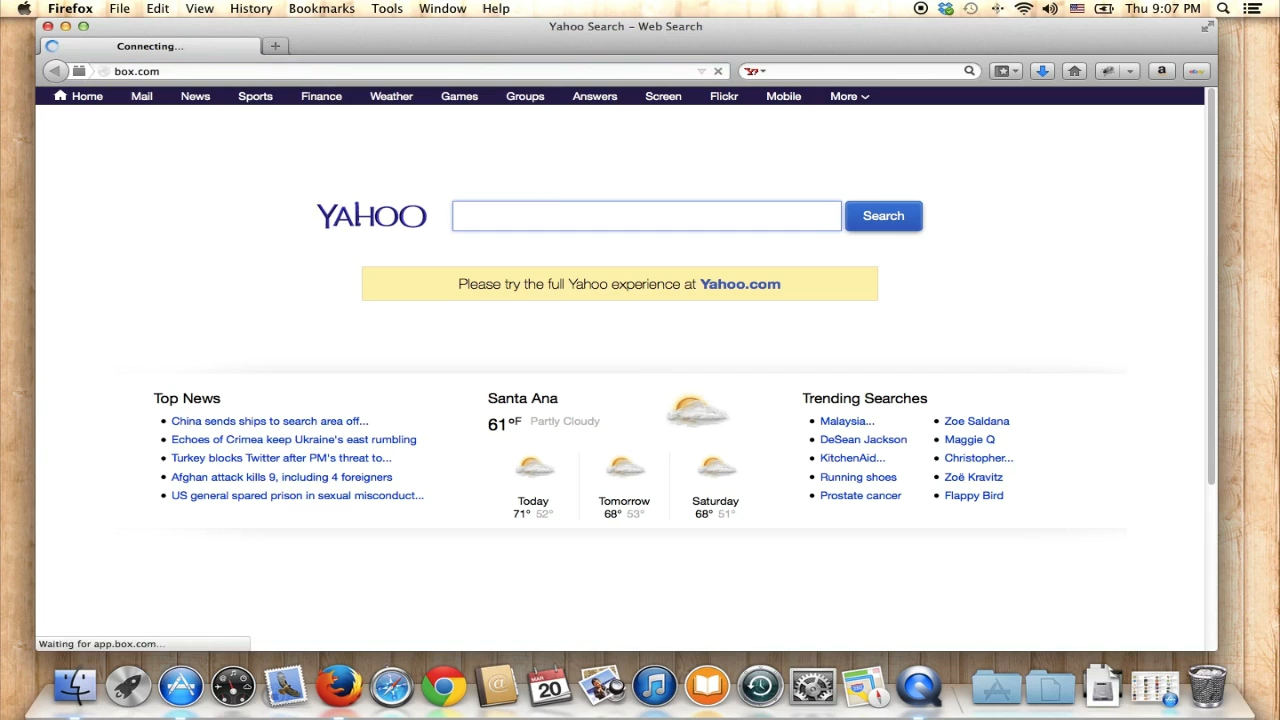 Firefox File Edit View History Bookmarks Tools Window Help Thu 9:07 PM
Yahoo Search – Web Search
Connecting...
box.com
Home Mail News Sports Finance Weather Games Groups Answers Screen Flickr Mobile More
YAHOO Search
Please try the full Yahoo experience at Yahoo.com
Top News
China sends ships to search area off...
Echoes of Crimea keep Ukraine's east rumbling
Turkey blocks Twitter after PM's threat to...
Afghan attack kills 9, including 4 foreigners
US general spared prison in sexual misconduct...
Santa Ana
61°F Partly Cloudy
Today Tomorrow Saturday
71° 52° 68° 53° 68° 51°
Trending Searches
Malaysia... Zoe Saldana
DeSean Jackson Maggie Q
KitchenAid... Christopher...
Running shoes Zoë Kravitz
Prostate cancer Flappy Bird
Waiting for app.box.com...
MAR
20